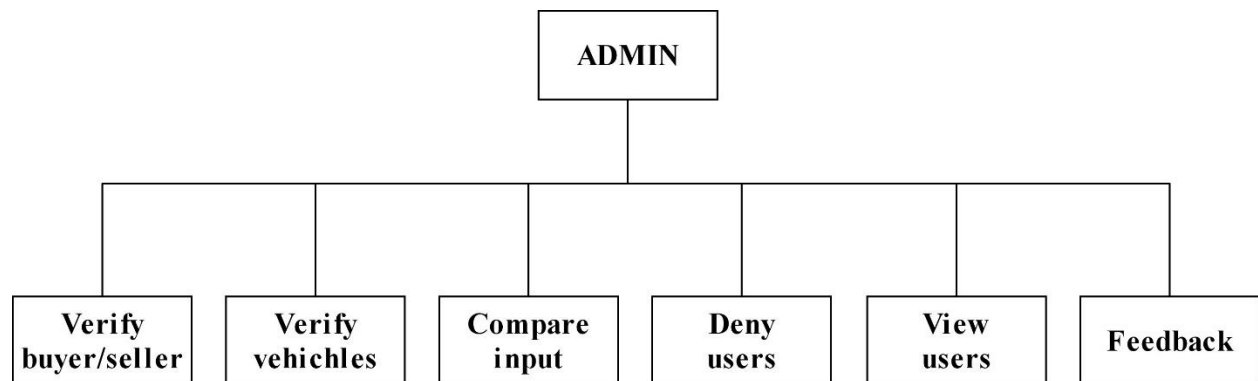 ADMIN
Verify
buyer/seller
Verify
vehichles
Compare
input
Deny
users
View
users
Feedback